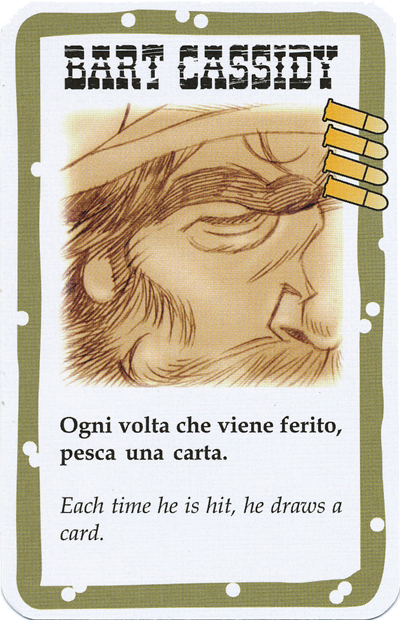 BART CASSIDY
Ogni volta che viene ferito,
pesca una carta.
Each time he is hit, he draws a
card.